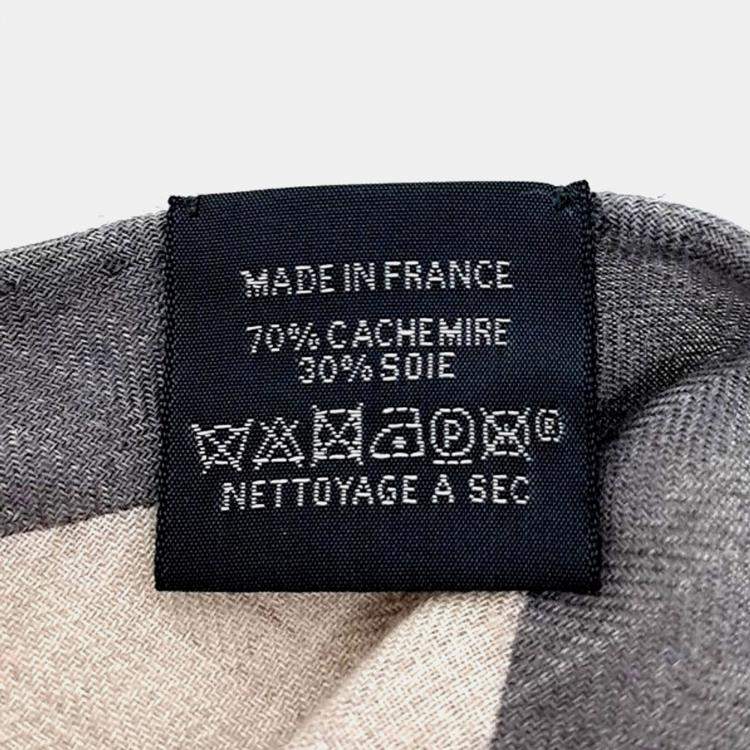 MADE IN FRANCE
70% CACHEMIRE
30% SOIE
P ®
NETTOYAGE A SEC